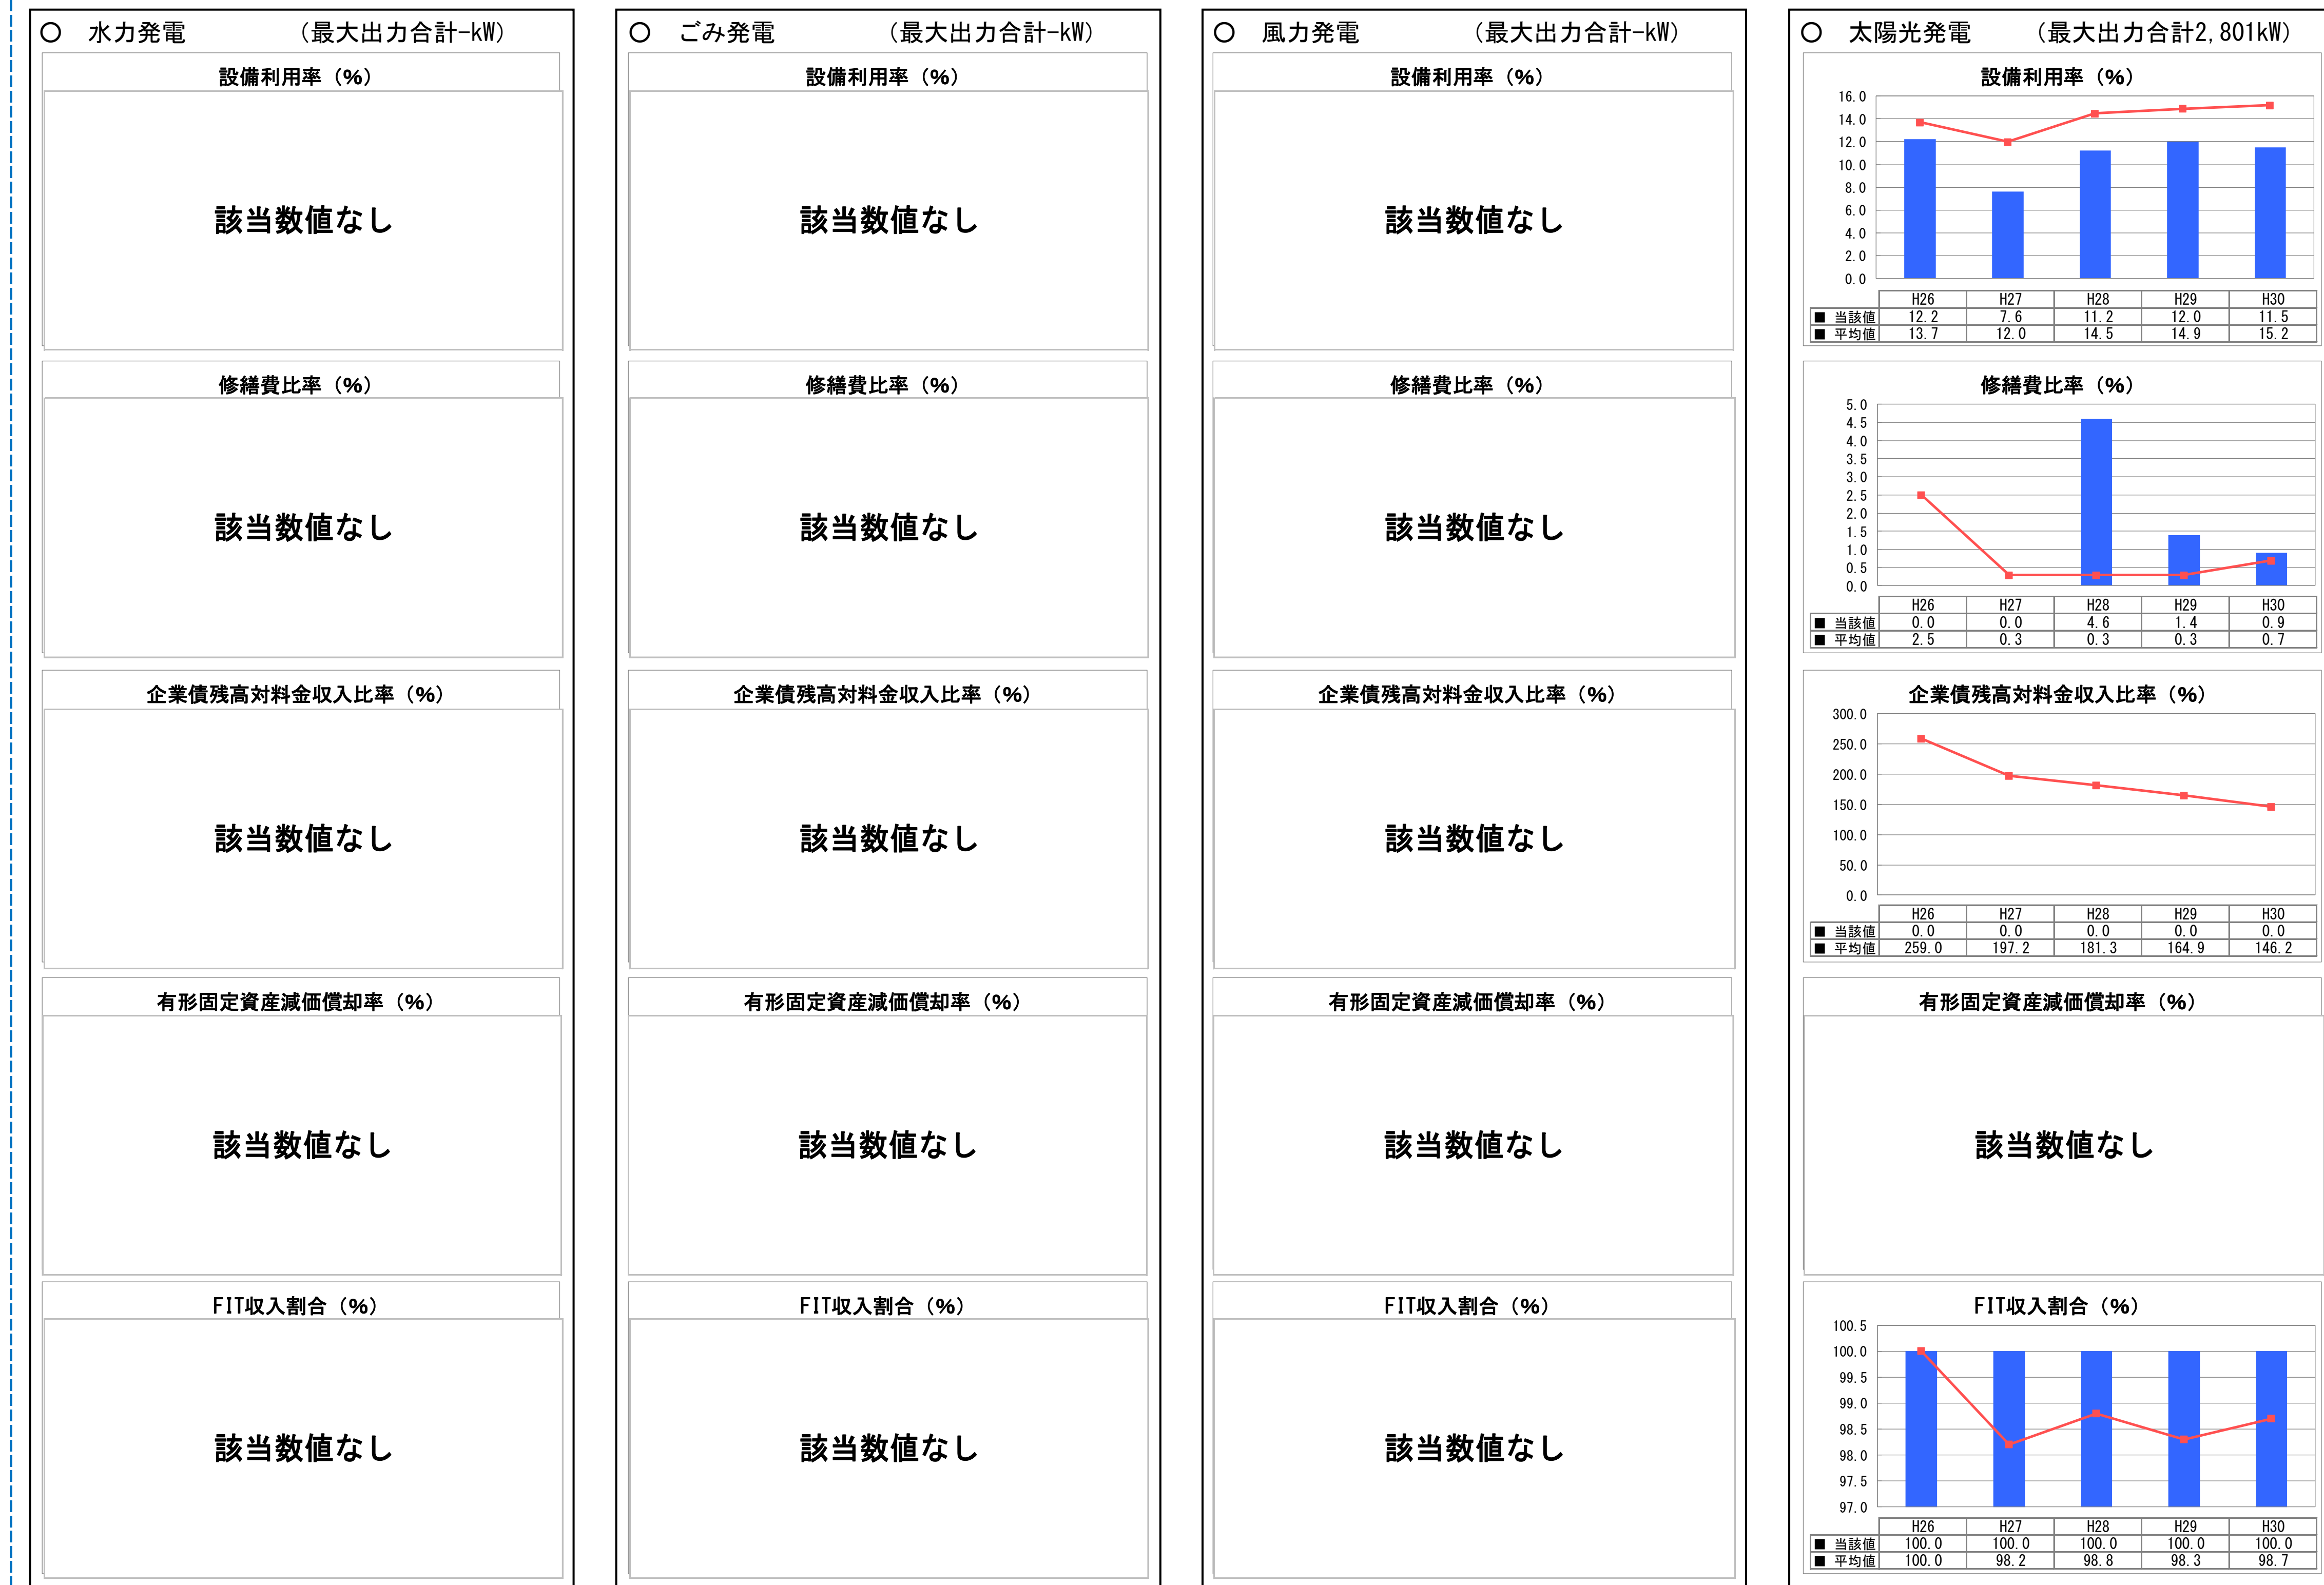 ○ 水力発電 （最大出力合計-kW）
設備利用率（%）
該当数値なし
修繕費比率（%）
該当数値なし
企業債残高対料金収入比率（%）
該当数値なし
有形固定資産減価償却率（%）
該当数値なし
FIT収入割合（%）
該当数値なし
○ ごみ発電 （最大出力合計-kW）
設備利用率（%）
該当数値なし
修繕費比率（%）
該当数値なし
企業債残高対料金収入比率（%）
該当数値なし
有形固定資産減価償却率（%）
該当数値なし
FIT収入割合（%）
該当数値なし
○ 風力発電 （最大出力合計-kW）
設備利用率（%）
該当数値なし
修繕費比率（%）
該当数値なし
企業債残高対料金収入比率（%）
該当数値なし
有形固定資産減価償却率（%）
該当数値なし
FIT収入割合（%）
該当数値なし
○ 太陽光発電 （最大出力合計2,801kW）
設備利用率（%）
16.0
14.0
12.0
10.0
8.0
6.0
4.0
2.0
0.0
H26 H27 H28 H29 H30
■ 当該値 12.2 7.6 11.2 12.0 11.5
■ 平均値 13.7 12.0 14.5 14.9 15.2
修繕費比率（%）
5.0
4.5
4.0
3.5
3.0
2.5
2.0
1.5
1.0
0.5
0.0
H26 H27 H28 H29 H30
■ 当該値 0.0 0.0 4.6 1.4 0.9
■ 平均値 2.5 0.3 0.3 0.3 0.7
企業債残高対料金収入比率（%）
300.0
250.0
200.0
150.0
100.0
50.0
0.0
H26 H27 H28 H29 H30
■ 当該値 0.0 0.0 0.0 0.0 0.0
■ 平均値 259.0 197.2 181.3 164.9 146.2
有形固定資産減価償却率（%）
該当数値なし
FIT収入割合（%）
100.5
100.0
99.5
99.0
98.5
98.0
97.5
97.0
H26 H27 H28 H29 H30
■ 当該値 100.0 100.0 100.0 100.0 100.0
■ 平均値 100.0 98.2 98.8 98.3 98.7